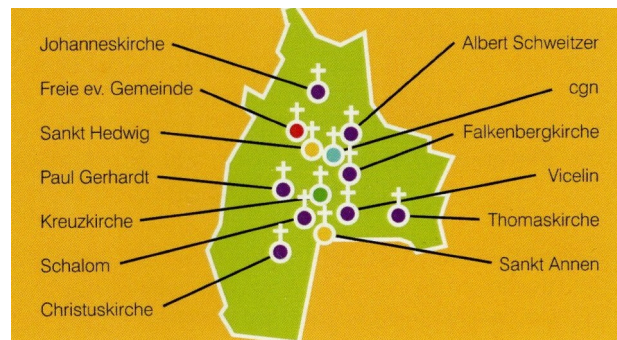 Johanneskirche
Freie ev. Gemeinde
Sankt Hedwig
Paul Gerhardt
Kreuzkirche
Schalom
Christuskirche
Albert Schweitzer
cgn
Falkenbergkirche
Vicelin
Thomaskirche
Sankt Annen